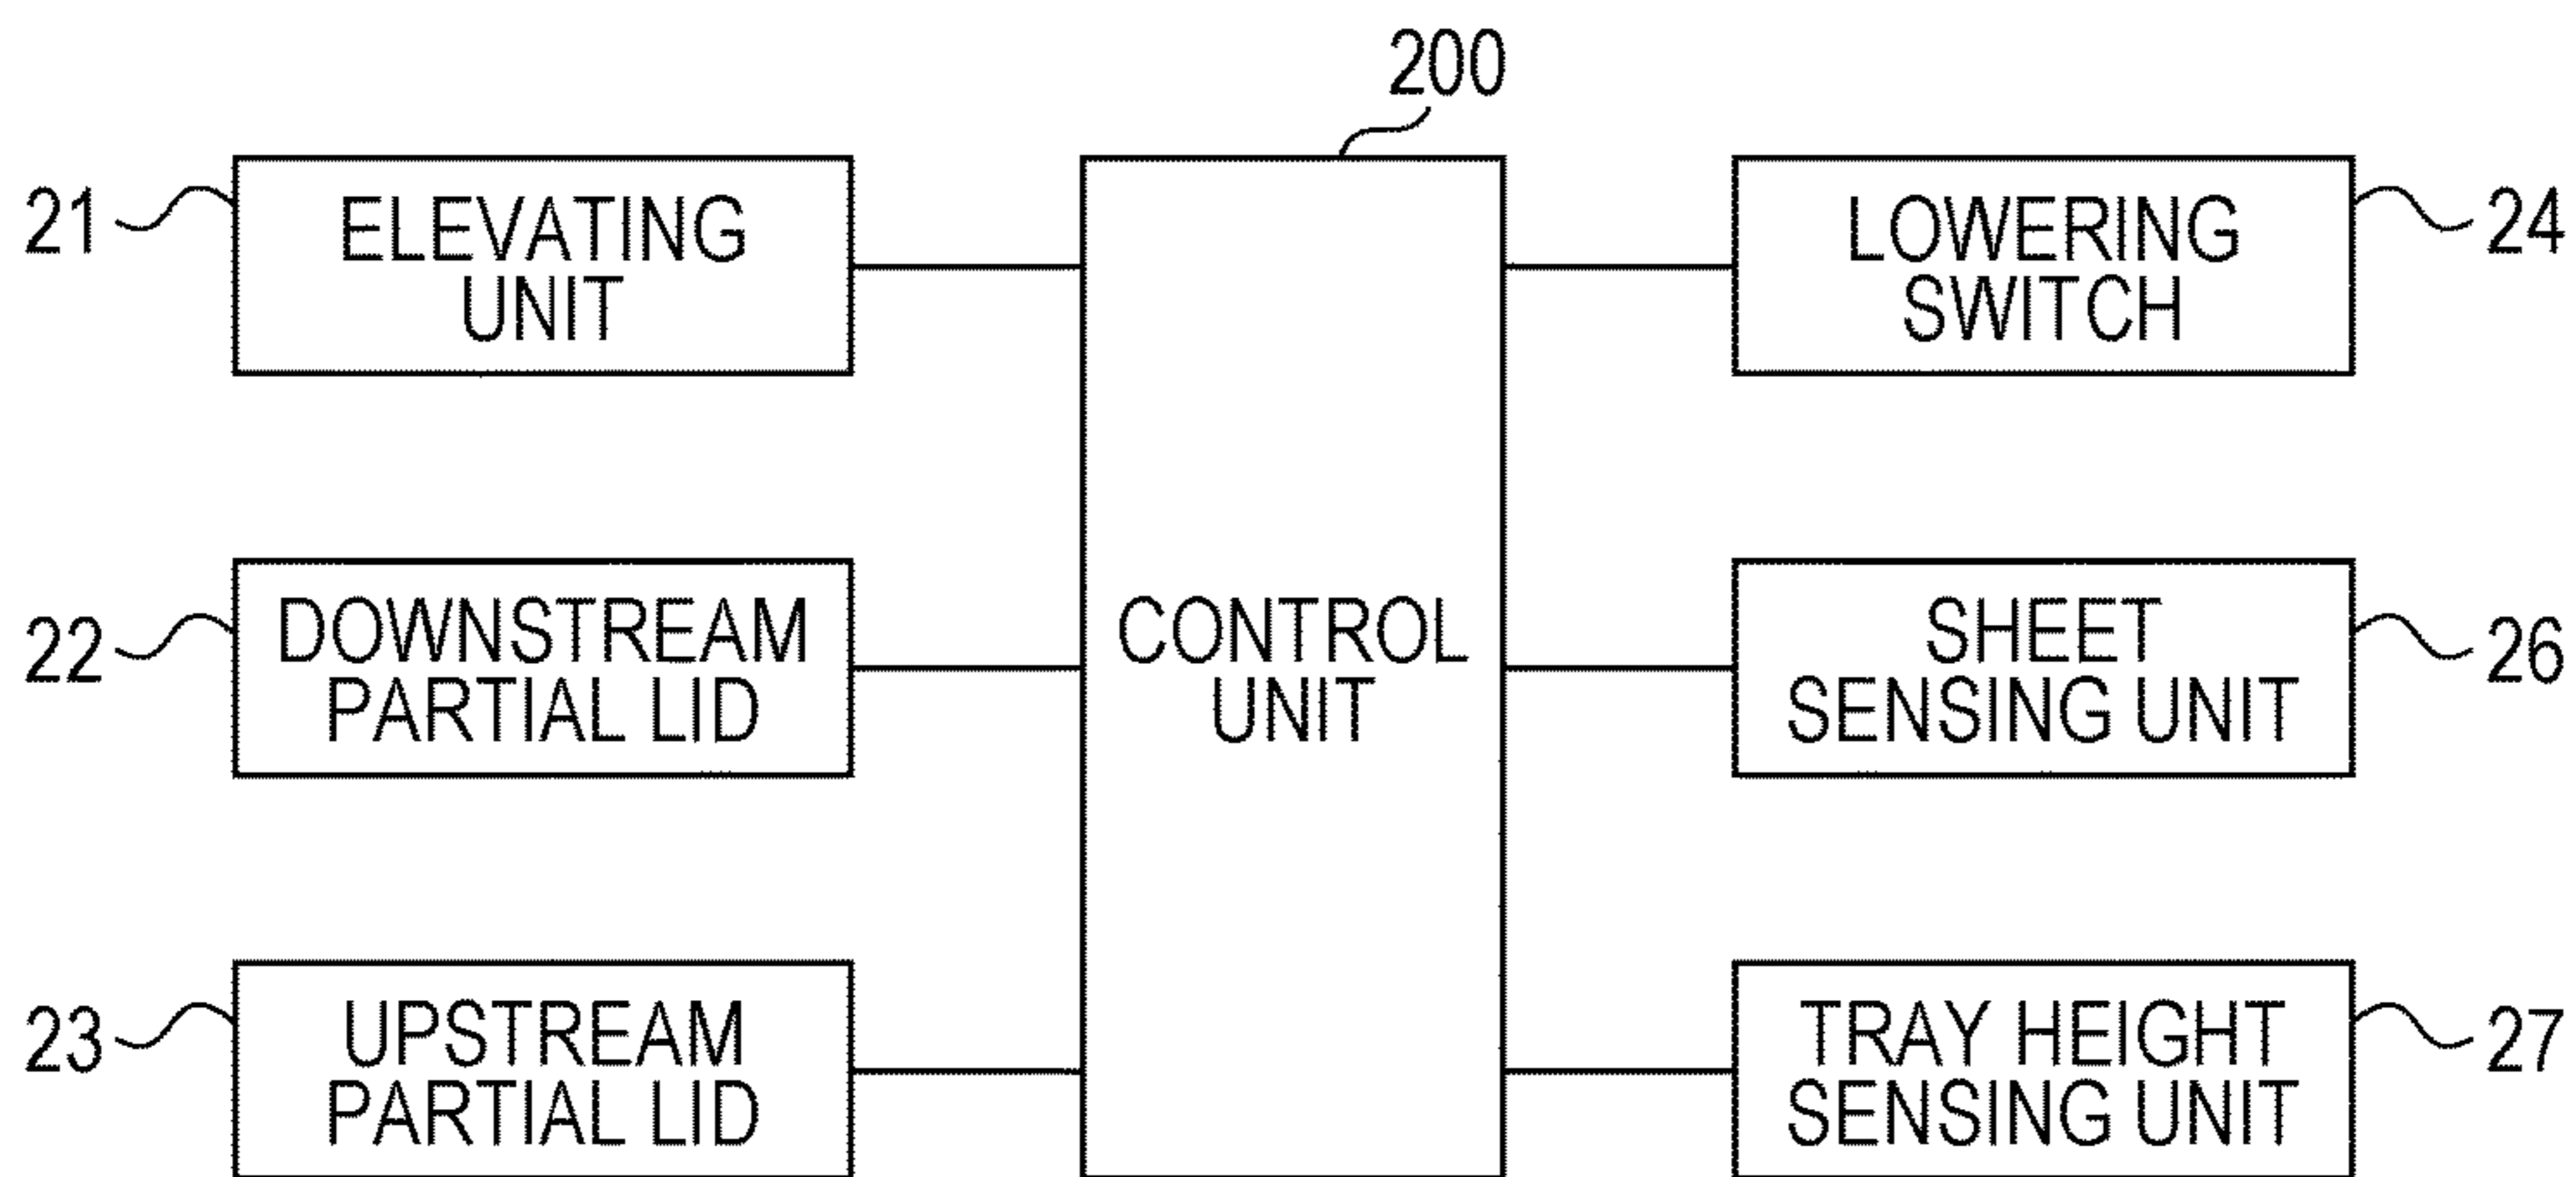 200
21
ELEVATING
UNIT
LOWERING
SWITCH
24
22
DOWNSTREAM
PARTIAL LID
CONTROL
UNIT
SHEET
SENSING UNIT
26
23
UPSTREAM
PARTIAL LID
TRAY HEIGHT
SENSING UNIT
27